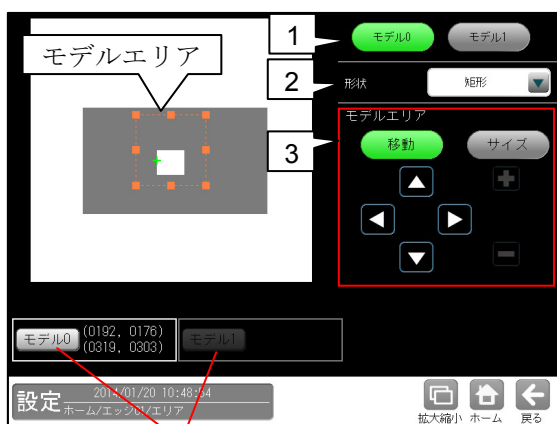 1
モデル0 モデル1
モデルエリア
2
形状 矩形
モデルエリア
3
移動 サイズ
モデル0 (0192, 0176)
(0319, 0303)
モデル1
設定 2014/01/20 10:48:54
ホーム/エッジ01/エリア
拡大縮小 ホーム 戻る